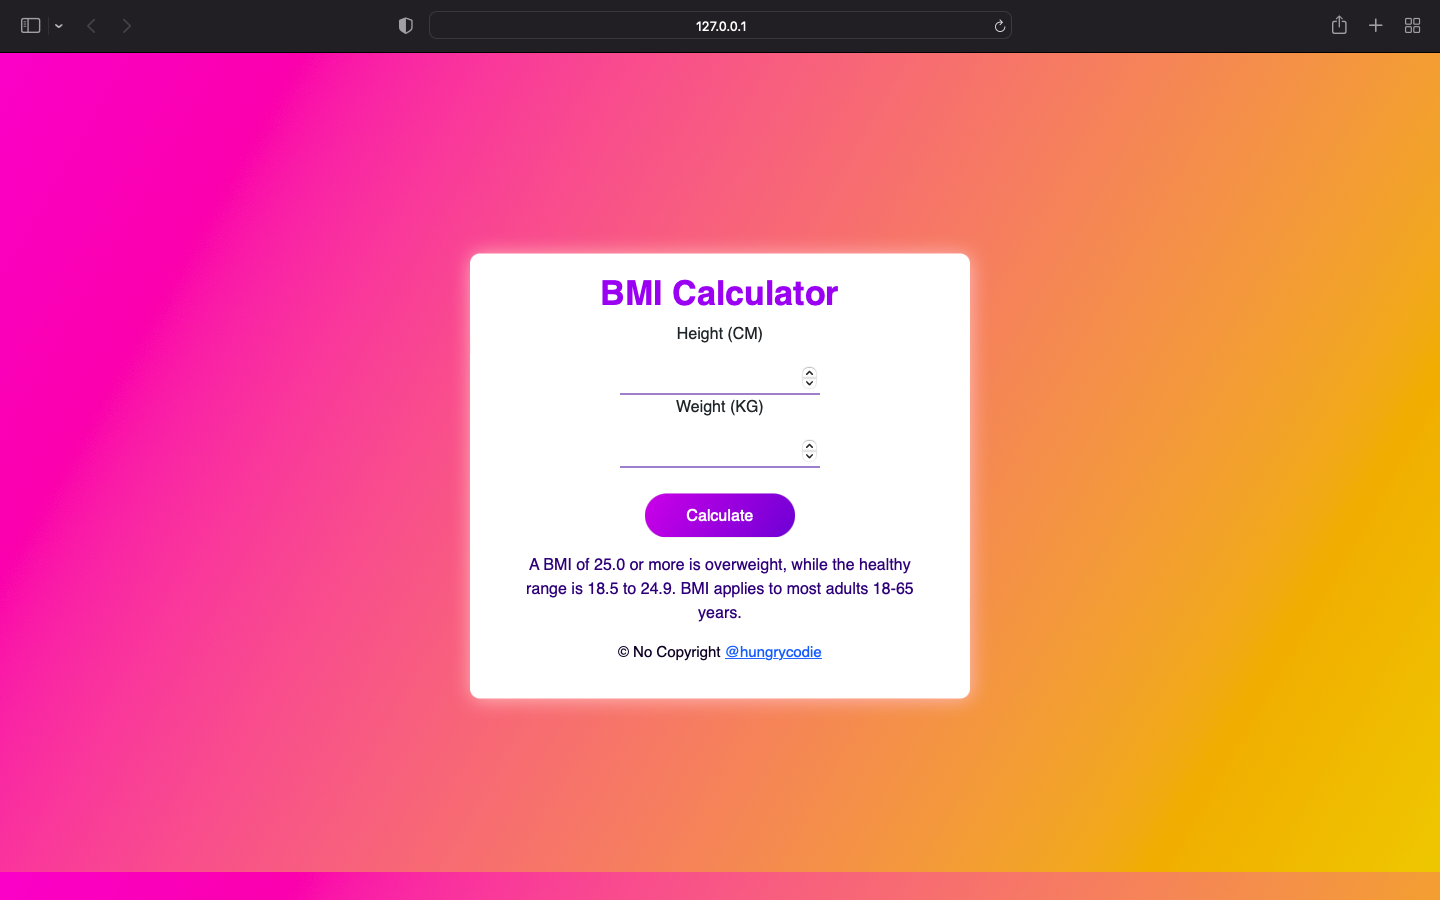 127.0.0.1
BMI Calculator
Height (CM)
Weight (KG)
Calculate
A BMI of 25.0 or more is overweight, while the healthy
range is 18.5 to 24.9. BMI applies to most adults 18-65
years.
© No Copyright @hungrycodie